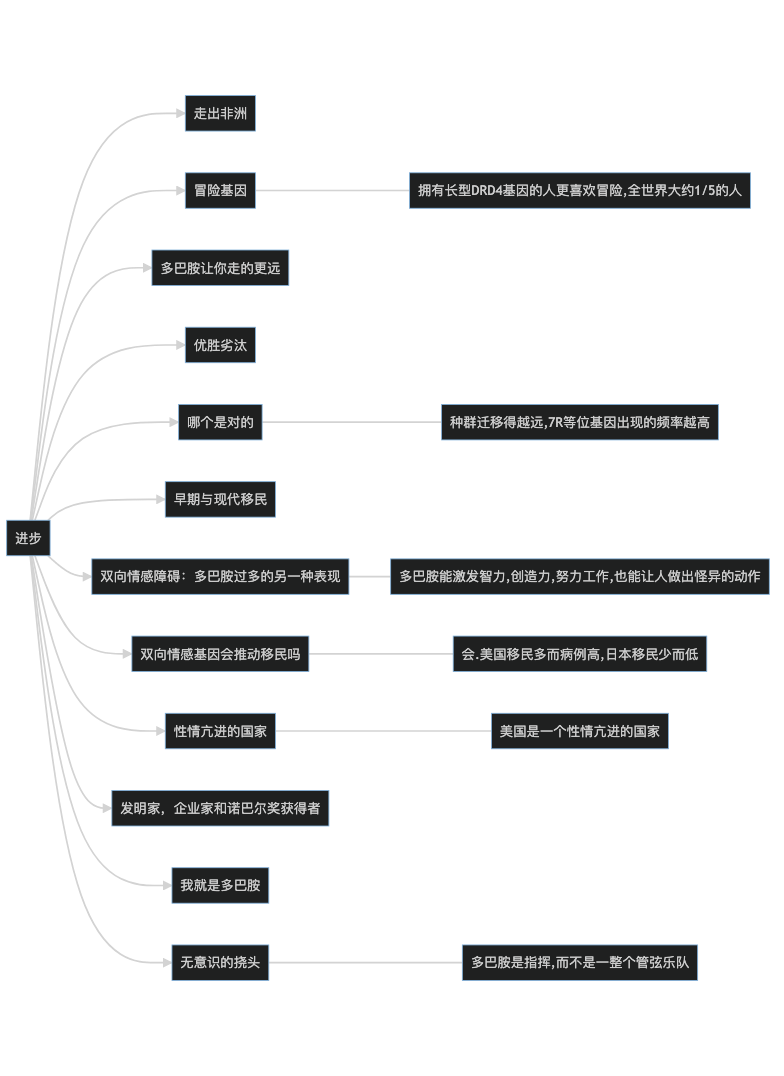 走出非洲
冒险基因
拥有长型DRD4基因的人更喜欢冒险,全世界大约1/5的人
多巴胺让你走的更远
优胜劣汰
哪个是对的
种群迁移得越远,7R等位基因出现的频率越高
早期与现代移民
进步
双向情感障碍：多巴胺过多的另一种表现
多巴胺能激发智力,创造力,努力工作,也能让人做出怪异的动作
双向情感基因会推动移民吗
会.美国移民多而病例高,日本移民少而低
性情亢进的国家
美国是一个性情亢进的国家
发明家，企业家和诺巴尔奖获得者
我就是多巴胺
无意识的挠头
多巴胺是指挥,而不是一整个管弦乐队